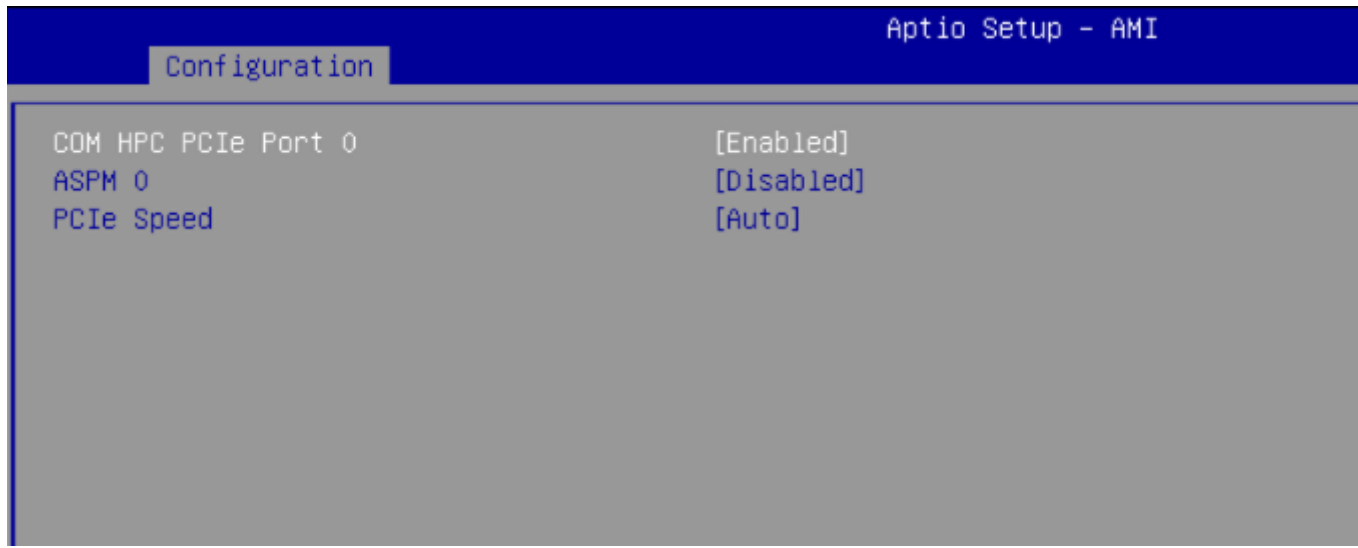 Aptio Setup – AMI
Configuration
COM HPC PCIe Port 0 [Enabled]
ASPM 0 [Disabled]
PCIe Speed [Auto]